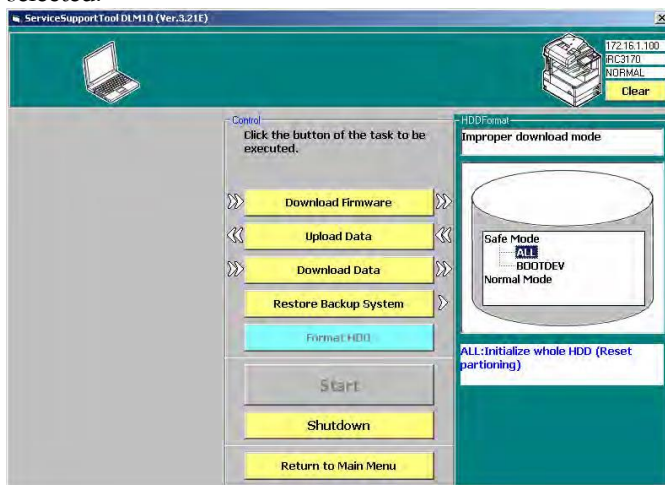 selected.
ServiceSupportTool DLM10 (Ver.3.21E)
172.16.1.100
iRC3170
NORMAL
Clear
Control
Click the button of the task to be
executed.
Download Firmware
Upload Data
Download Data
Restore Backup System
Format HDD
Start
Shutdown
Return to Main Menu
HDDFormat
Improper download mode
Safe Mode
ALL
BOOTDEV
Normal Mode
ALL:Initialize whole HDD (Reset
partioning)